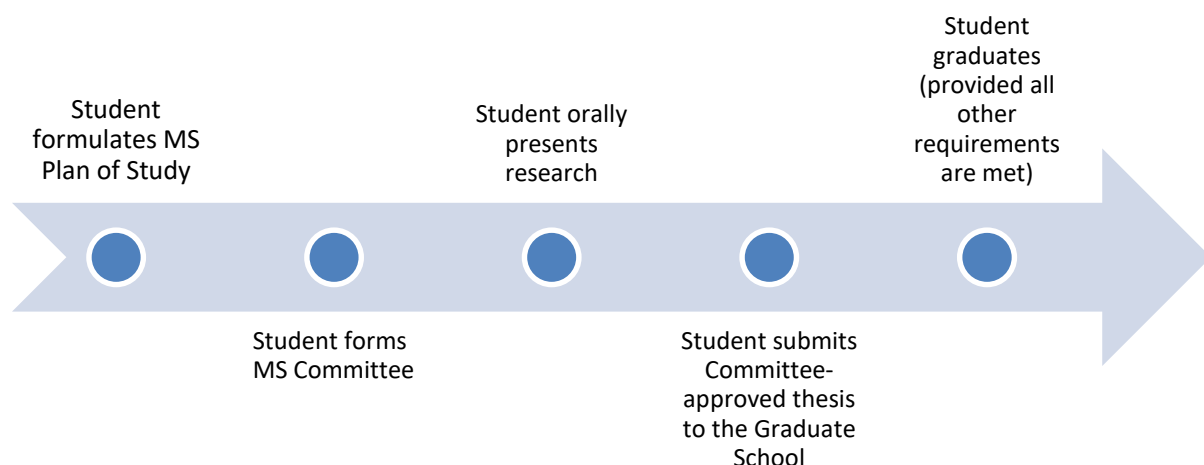 Student
formulates MS
Plan of Study
Student forms
MS Committee
Student orally
presents
research
Student submits
Committee-
approved thesis
to the Graduate
School
Student
graduates
(provided all
other
requirements
are met)